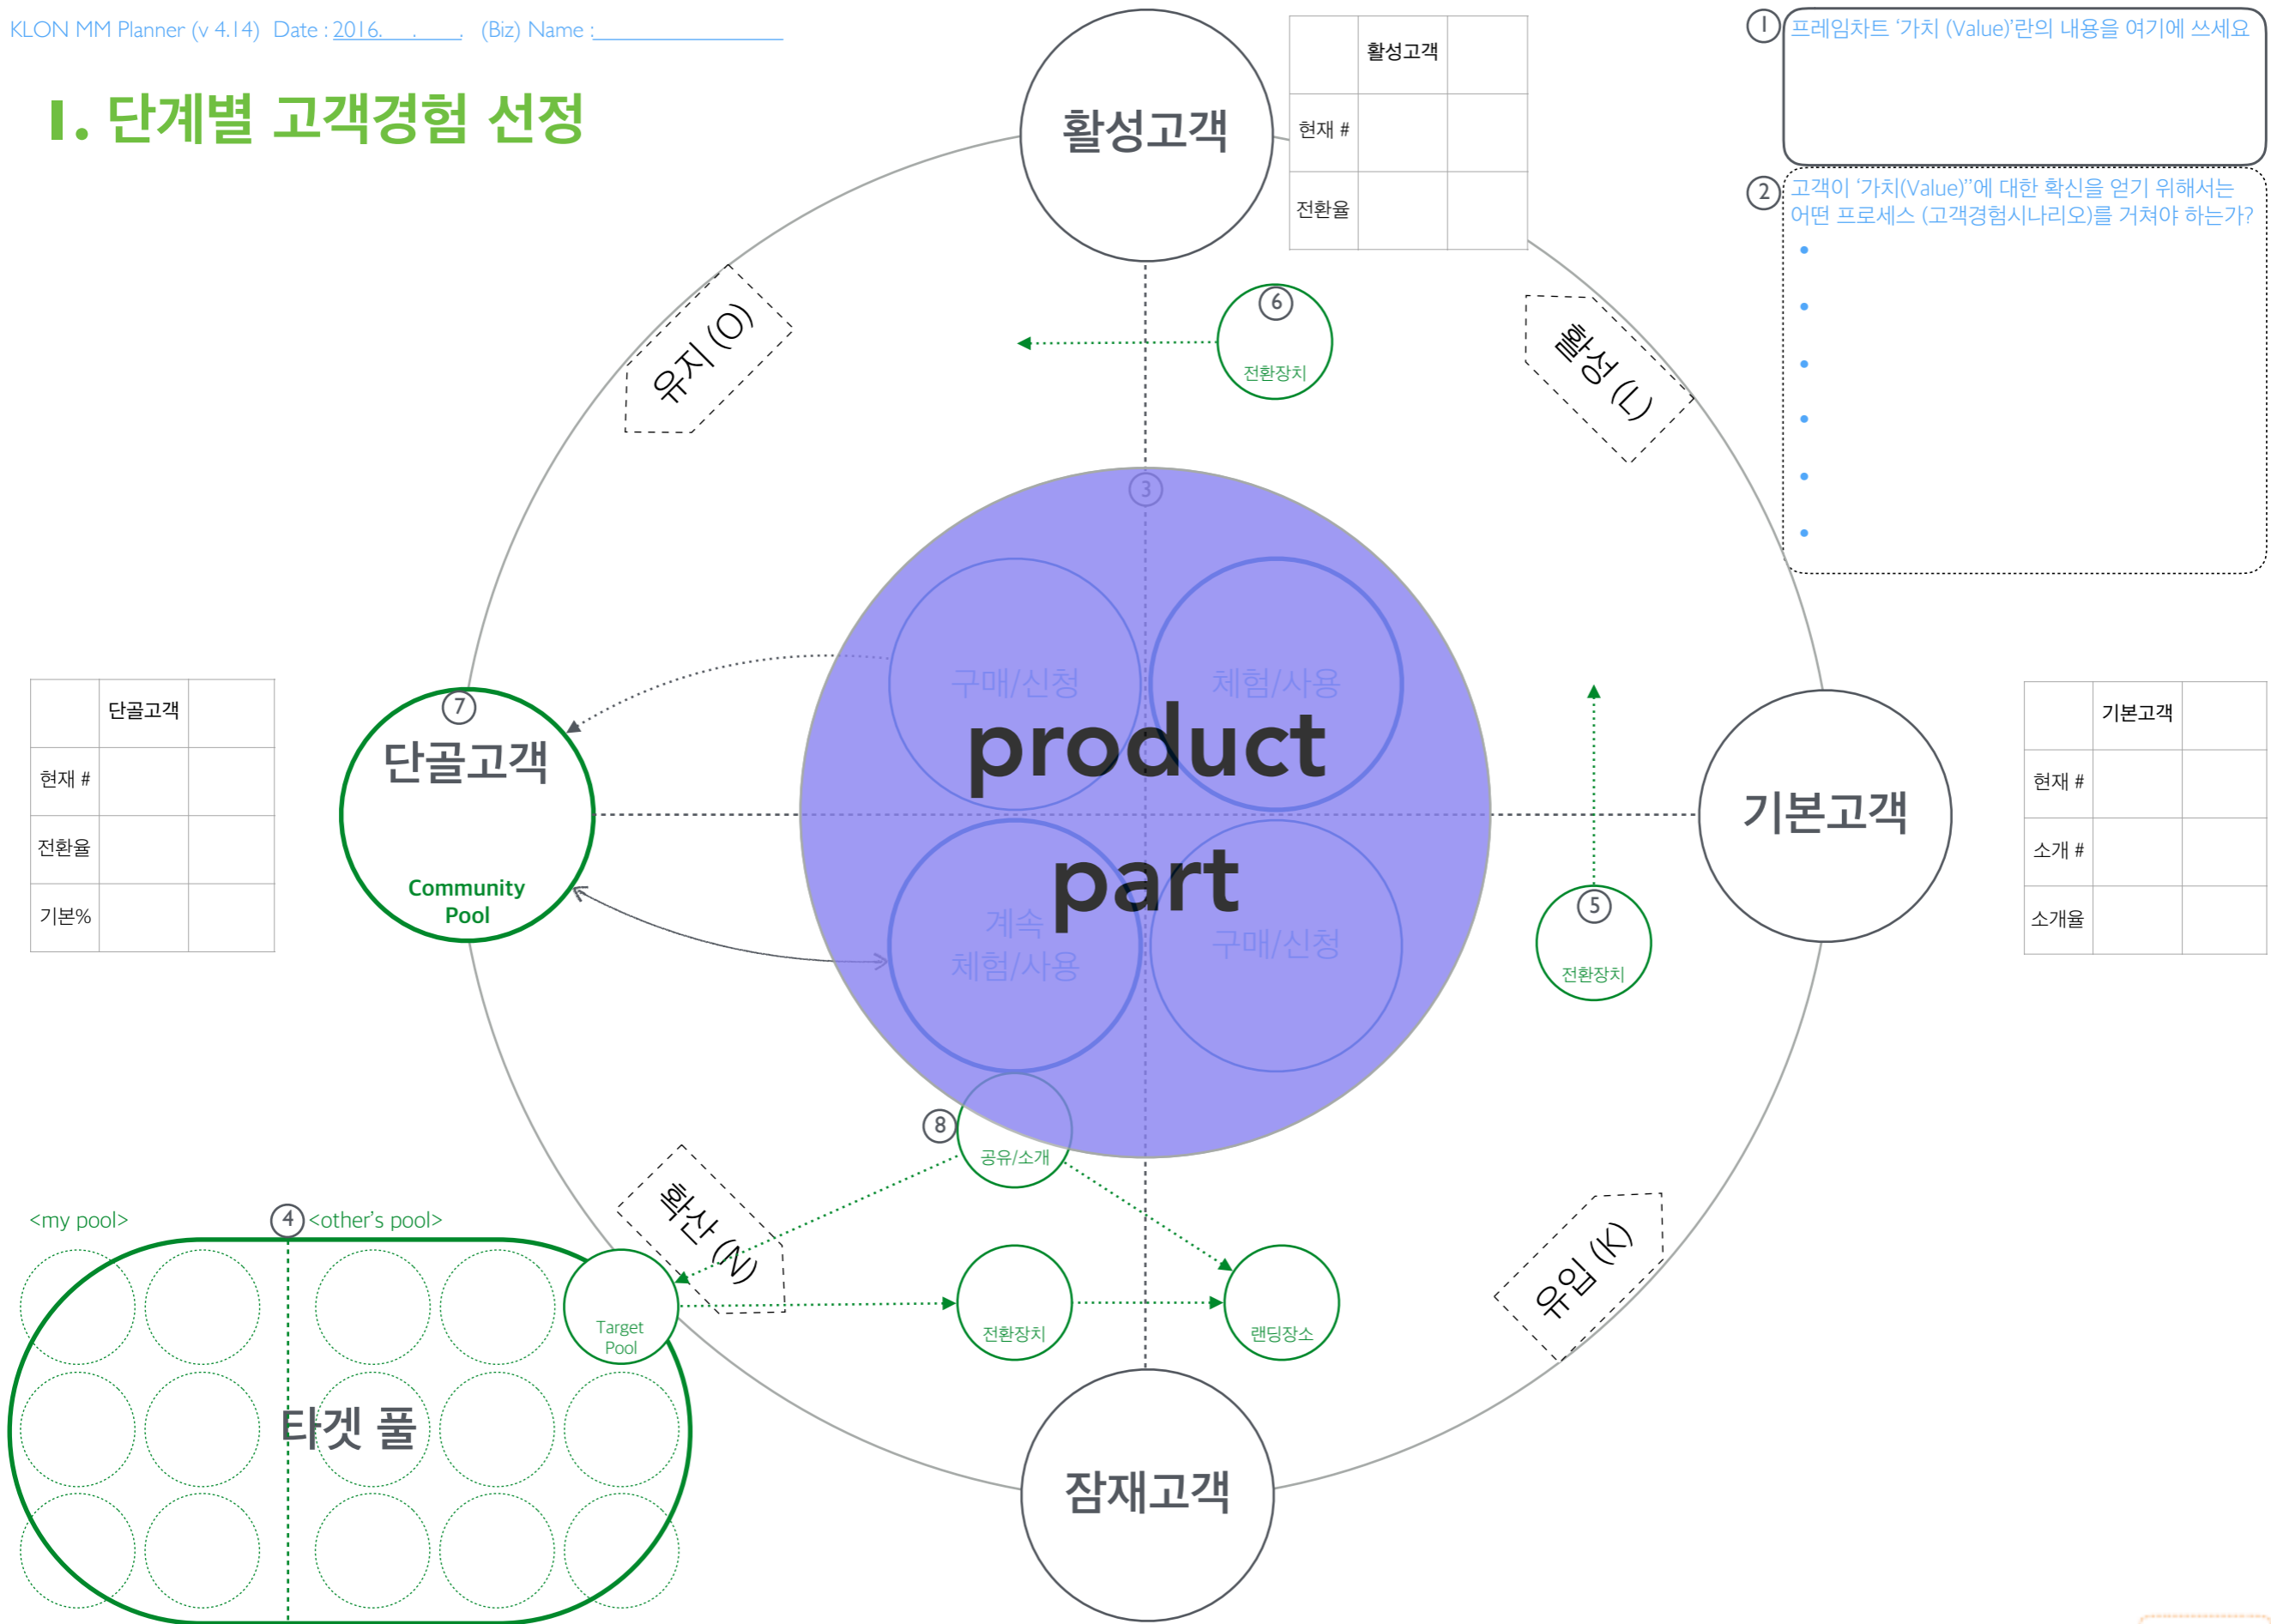 KLON MM Planner (v 4.14) Date : 2016. . . (Biz) Name :
1. 단계별 고객경험 선정
활성고객
활성고객
현재 #
전환율
1
프레임차트 ‘가치 (Value)’란의 내용을 여기에 쓰세요
2
고객이 ‘가치(Value)’’에 대한 확신을 얻기 위해서는
어떤 프로세스 (고객경험시나리오)를 거쳐야 하는가?
•
•
•
•
•
•
유지 (O)
6
전환장치
활성 (L)
3
구매/신청
체험/사용
product
part
계속
체험/사용
구매/신청
단골고객
현재 #
전환율
기본%
7
단골고객
Community
Pool
5
전환장치
기본고객
기본고객
현재 #
소개 #
소개율
8
공유/소개
확산 (N)
유입 (K)
<my pool>
4
<other’s pool>
Target
Pool
전환장치
랜딩장소
타겟 풀
잠재고객